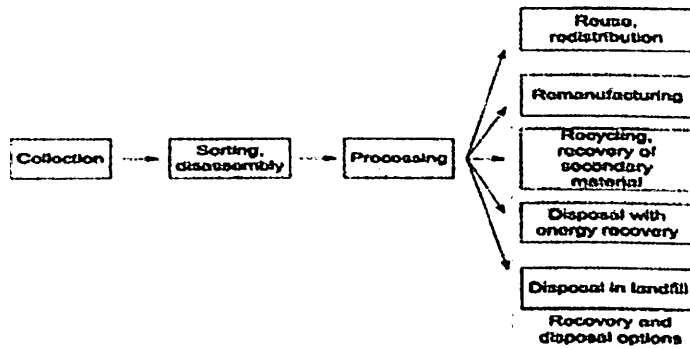 Collection
Sorting,
disassembly
Processing
Reuse,
redistribution
Remanufacturing
Recycling,
recovery of
secondary
material
Disposal with
energy recovery
Disposal in landfill
Recovery and
disposal options